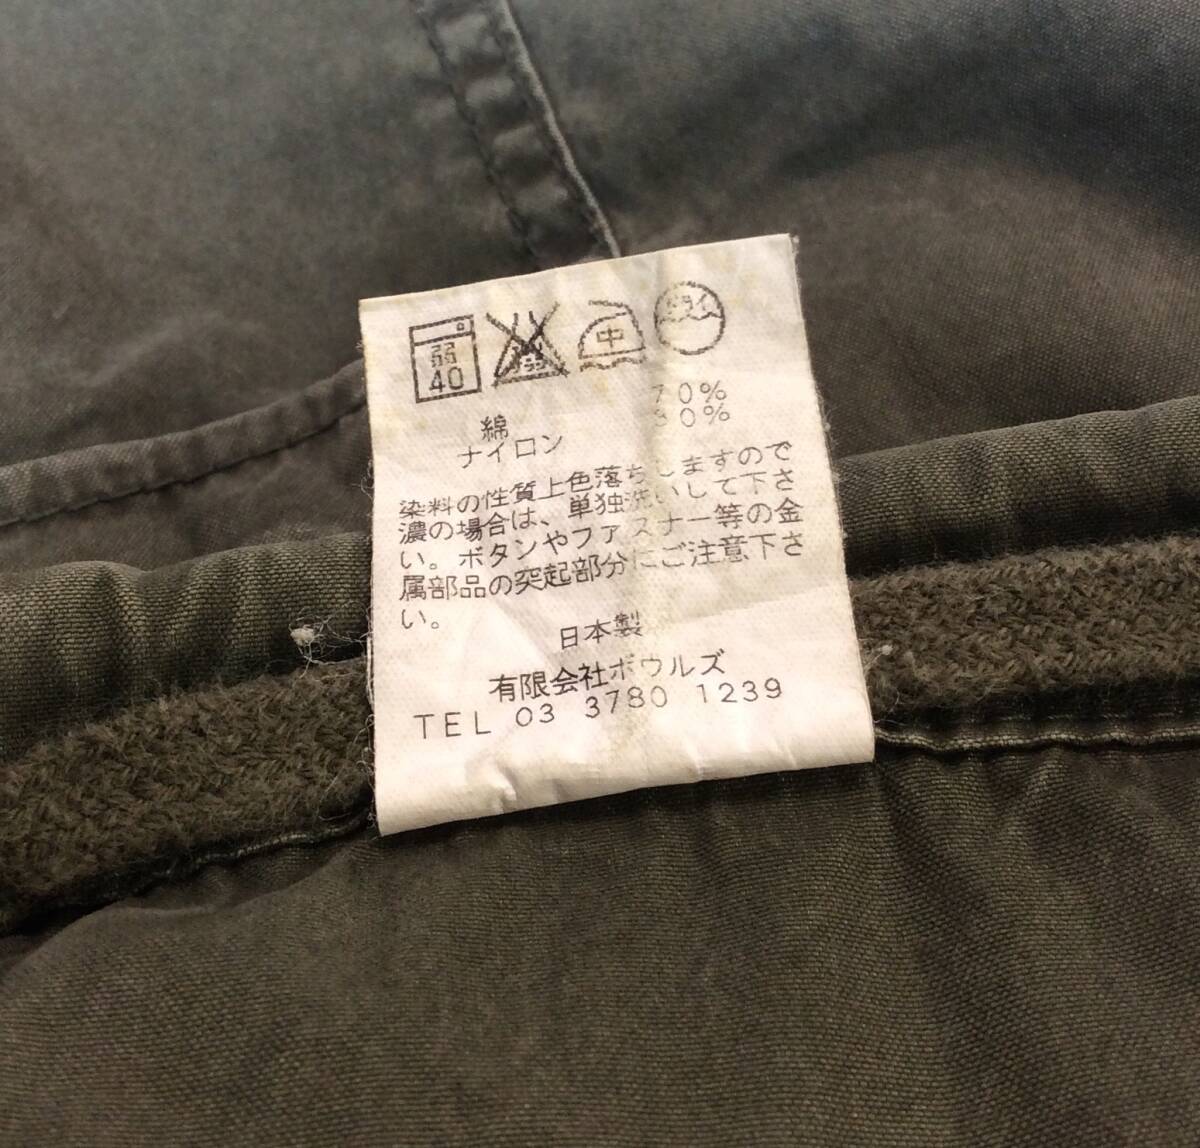 弱
40
中
ドライ
綿 70%
ナイロン 30%
染料の性質上色落ちしますので
濃の場合は、単独洗いして下さ
い。ボタンやファスナー等の金
属部品の突起部分にご注意下さ
い。
日本製
有限会社ボウルズ
TEL 03 3780 1239